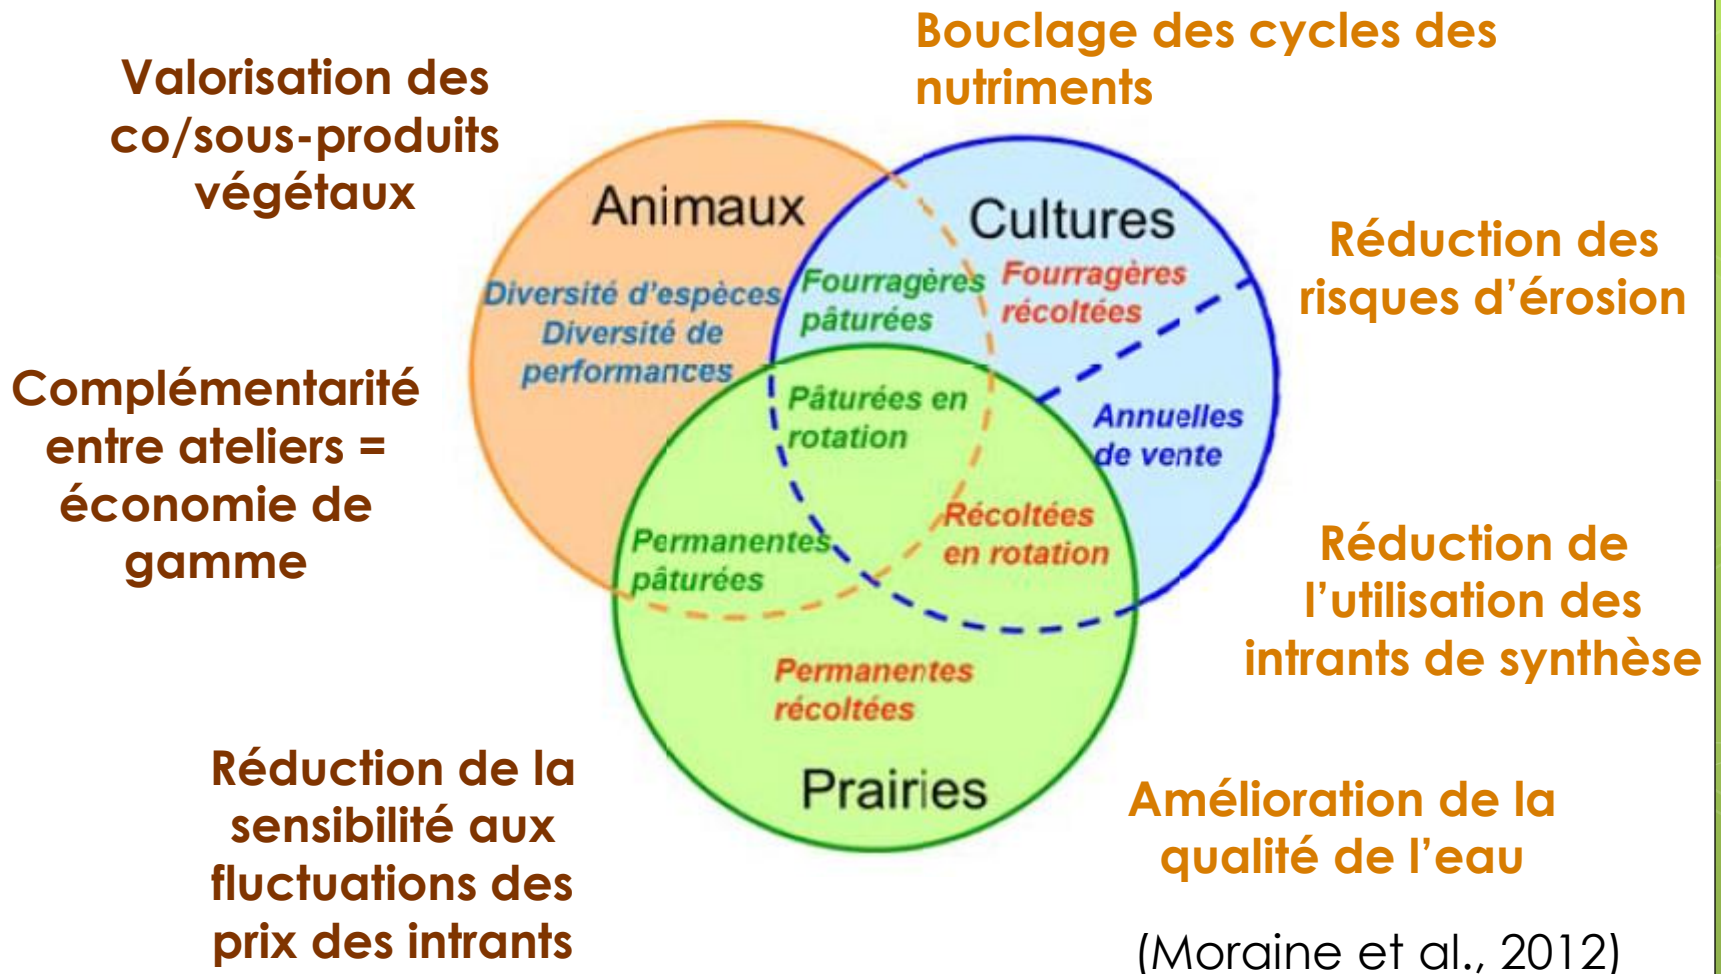 Bouclage des cycles des
nutriments
Valorisation des
co/sous-produits
végétaux
Animaux
Cultures
Diversité d'espèces
Diversité de
performances
Fourragères
pâturées
Fourragères
récoltées
Réduction des
risques d’érosion
Complémentarité
entre ateliers =
économie de
gamme
Pâturées en
rotation
Annuelles
de vente
Permanentes
pâturées
Récoltées
en rotation
Réduction de
l’utilisation des
intrants de synthèse
Permanentes
récoltées
Prairies
Réduction de la
sensibilité aux
fluctuations des
prix des intrants
Amélioration de la
qualité de l’eau
(Moraine et al., 2012)